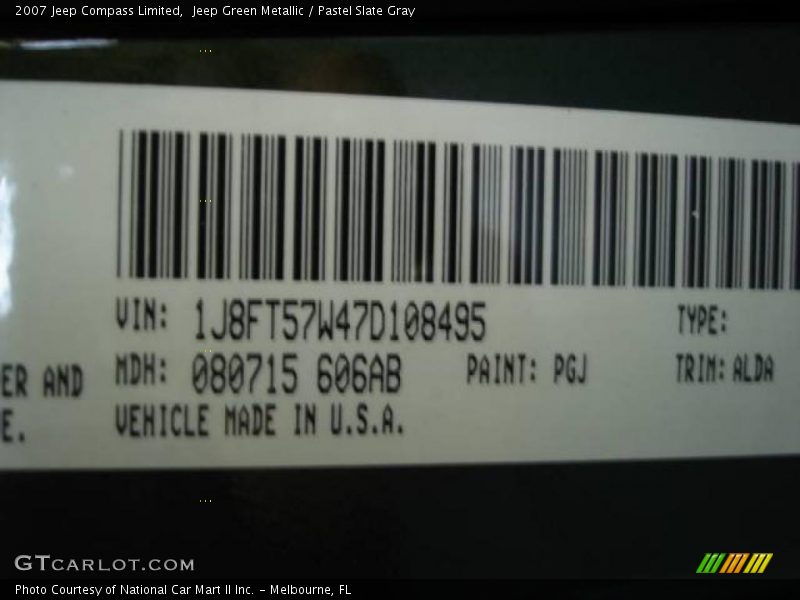 2007 Jeep Compass Limited, Jeep Green Metallic / Pastel Slate Gray
VIN: 1J8FT57W47D108495 TYPE:
ER AND MDH: 080715 606AB PAINT: PGJ TRIM: ALDA
E. VEHICLE MADE IN U.S.A.
GTCARLOT.COM
Photo Courtesy of National Car Mart II Inc. - Melbourne, FL